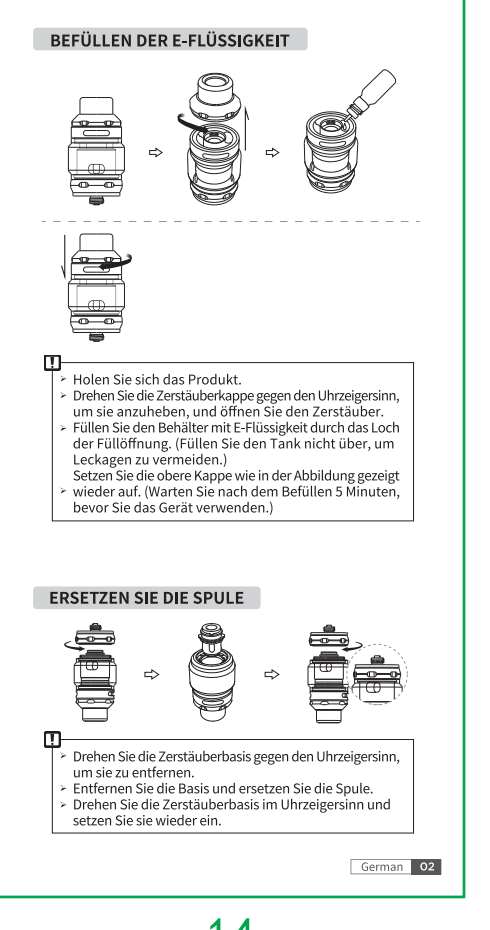 BEFÜLLEN DER E-FLÜSSIGKEIT
Holen Sie sich das Produkt.
Drehen Sie die Zerstäuberkappe gegen den Uhrzeigersinn,
um sie anzuheben, und öffnen Sie den Zerstäuber.
Füllen Sie den Behälter mit E-Flüssigkeit durch das Loch
der Füllöffnung. (Füllen Sie den Tank nicht über, um
Leckagen zu vermeiden.)
Setzen Sie die obere Kappe wie in der Abbildung gezeigt
wieder auf. (Warten Sie nach dem Befüllen 5 Minuten,
bevor Sie das Gerät verwenden.)
ERSETZEN SIE DIE SPULE
Drehen Sie die Zerstäuberbasis gegen den Uhrzeigersinn,
um sie zu entfernen.
Entfernen Sie die Basis und ersetzen Sie die Spule.
Drehen Sie die Zerstäuberbasis im Uhrzeigersinn und
setzen Sie sie wieder ein.
German 02